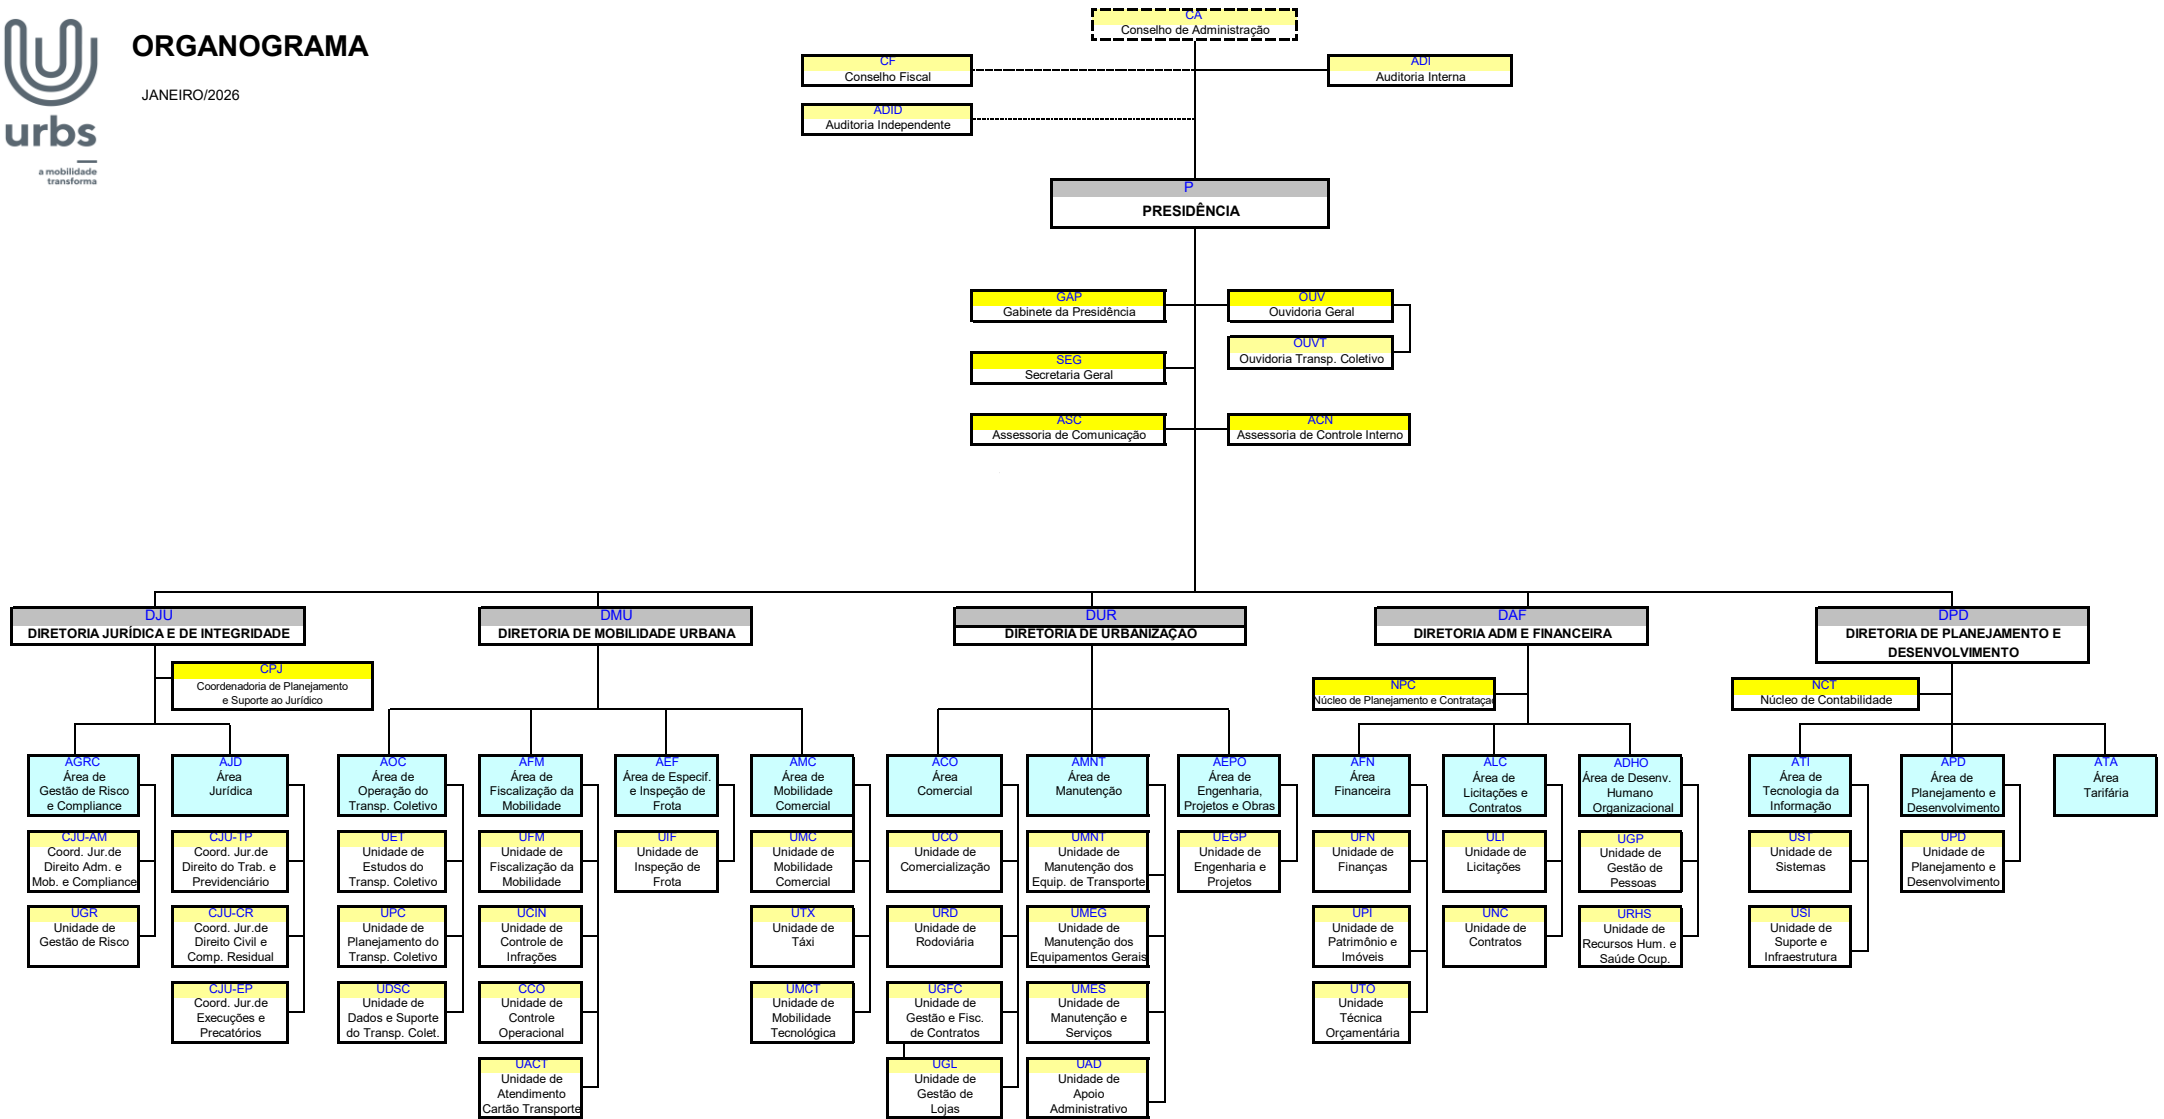 urbs
a mobilidade
transforma
ORGANOGRAMA
JANEIRO/2026
CA
Conselho de Administração
CF
Conselho Fiscal
ADI
Auditoria Interna
ADID
Auditoria Independente
P
PRESIDÊNCIA
GAP
Gabinete da Presidência
OUV
Ouvidoria Geral
OUVT
Ouvidoria Transp. Coletivo
SEG
Secretaria Geral
ASC
Assessoria de Comunicação
ACN
Assessoria de Controle Interno
DJU
DIRETORIA JURÍDICA E DE INTEGRIDADE
DMU
DIRETORIA DE MOBILIDADE URBANA
DUR
DIRETORIA DE URBANIZAÇÃO
DAF
DIRETORIA ADM E FINANCEIRA
DPD
DIRETORIA DE PLANEJAMENTO E
DESENVOLVIMENTO
CPJ
Coordenadoria de Planejamento
e Suporte ao Jurídico
NPC
Núcleo de Planejamento e Contratação
NCT
Núcleo de Contabilidade
AGRC
Área de
Gestão de Risco
e Compliance
AJD
Área
Jurídica
AOC
Área de
Operação do
Transp. Coletivo
AFM
Área de
Fiscalização da
Mobilidade
AEF
Área de Especif.
e Inspeção de
Frota
AMC
Área de
Mobilidade
Comercial
ACO
Área
Comercial
AMNT
Área de
Manutenção
AEPO
Área de
Engenharia,
Projetos e Obras
AFN
Área
Financeira
ALC
Área de
Licitações e
Contratos
ADHO
Área de Desenv.
Humano
Organizacional
ATI
Área de
Tecnologia da
Informação
APD
Área de
Planejamento e
Desenvolvimento
ATA
Área
Tarifária
CJU-AM
Coord. Jur.de
Direito Adm. e
Mob. e Compliance
CJU-TP
Coord. Jur.de
Direito do Trab. e
Previdenciário
UET
Unidade de
Estudos do
Transp. Coletivo
UFM
Unidade de
Fiscalização da
Mobilidade
UIF
Unidade de
Inspeção de
Frota
UMC
Unidade de
Mobilidade
Comercial
UCO
Unidade de
Comercialização
UMNT
Unidade de
Manutenção dos
Equip. de Transporte
UEGP
Unidade de
Engenharia e
Projetos
UFN
Unidade de
Finanças
ULI
Unidade de
Licitações
UGP
Unidade de
Gestão de
Pessoas
UST
Unidade de
Sistemas
UPD
Unidade de
Planejamento e
Desenvolvimento
UGR
Unidade de
Gestão de Risco
CJU-CR
Coord. Jur.de
Direito Civil e
Comp. Residual
UPC
Unidade de
Planejamento do
Transp. Coletivo
UCIN
Unidade de
Controle de
Infrações
UTX
Unidade de
Táxi
URD
Unidade de
Rodoviária
UMEG
Unidade de
Manutenção dos
Equipamentos Gerais
UPI
Unidade de
Patrimônio e
Imóveis
UNC
Unidade de
Contratos
URHS
Unidade de
Recursos Hum. e
Saúde Ocup.
USI
Unidade de
Suporte e
Infraestrutura
CJU-EP
Coord. Jur.de
Execuções e
Precatórios
UDSC
Unidade de
Dados e Suporte
do Transp. Colet.
CCO
Unidade de
Controle
Operacional
UMCT
Unidade de
Mobilidade
Tecnológica
UGFC
Unidade de
Gestão e Fisc.
de Contratos
UMES
Unidade de
Manutenção e
Serviços
UTO
Unidade
Técnica
Orçamentária
UACT
Unidade de
Atendimento
Cartão Transporte
UGL
Unidade de
Gestão de
Lojas
UAD
Unidade de
Apoio
Administrativo